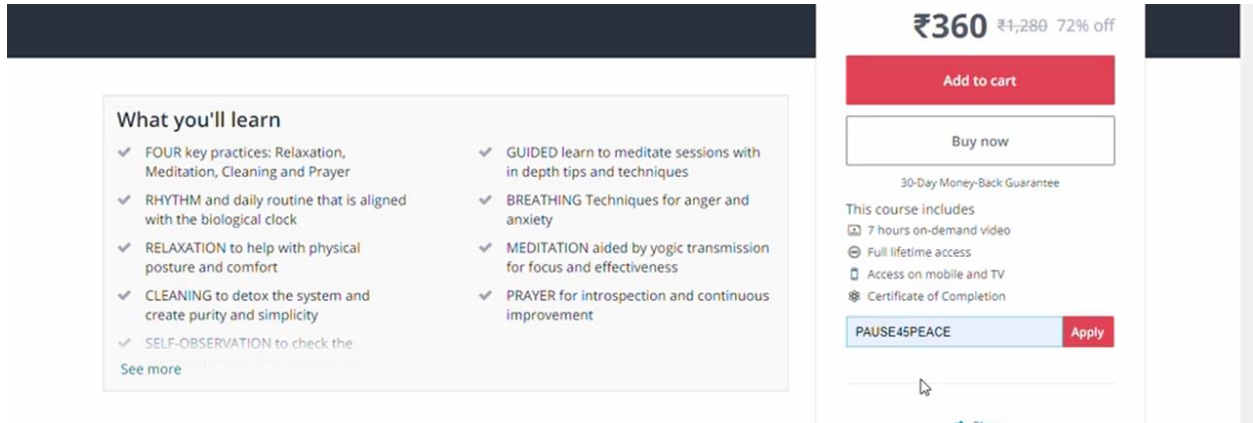 ₹360 ₹1,280 72% off
Add to cart
Buy now
30-Day Money-Back Guarantee
This course includes
7 hours on-demand video
Full lifetime access
Access on mobile and TV
Certificate of Completion
PAUSE45PEACE Apply
What you'll learn
FOUR key practices: Relaxation,
Meditation, Cleaning and Prayer
RHYTHM and daily routine that is aligned
with the biological clock
RELAXATION to help with physical
posture and comfort
CLEANING to detox the system and
create purity and simplicity
SELF-OBSERVATION to check the
See more
GUIDED learn to meditate sessions with
in depth tips and techniques
BREATHING Techniques for anger and
anxiety
MEDITATION aided by yogic transmission
for focus and effectiveness
PRAYER for introspection and continuous
improvement